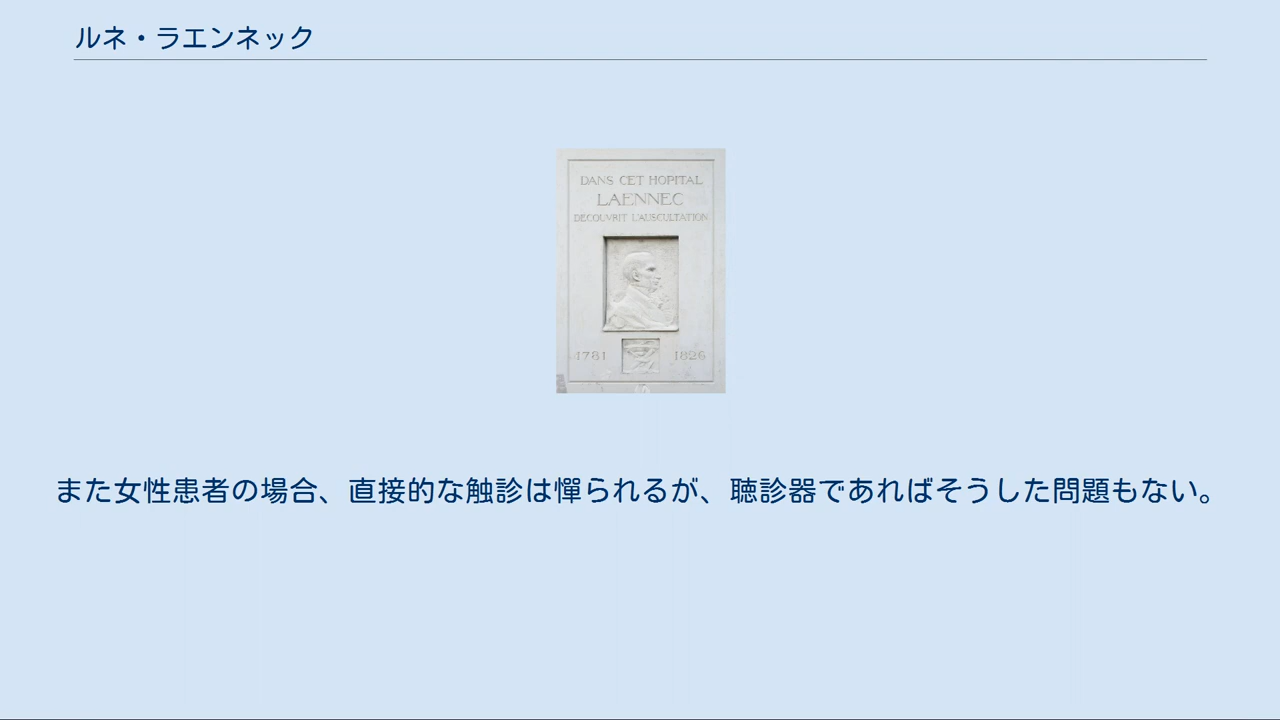 ルネ・ラエンネック
DANS CET HOPITAL
LAENNEC
DECOUVRIT L'AUSCULTATION
1781 1826
また女性患者の場合、直接的な触診は憚られるが、聴診器であればそうした問題もない。